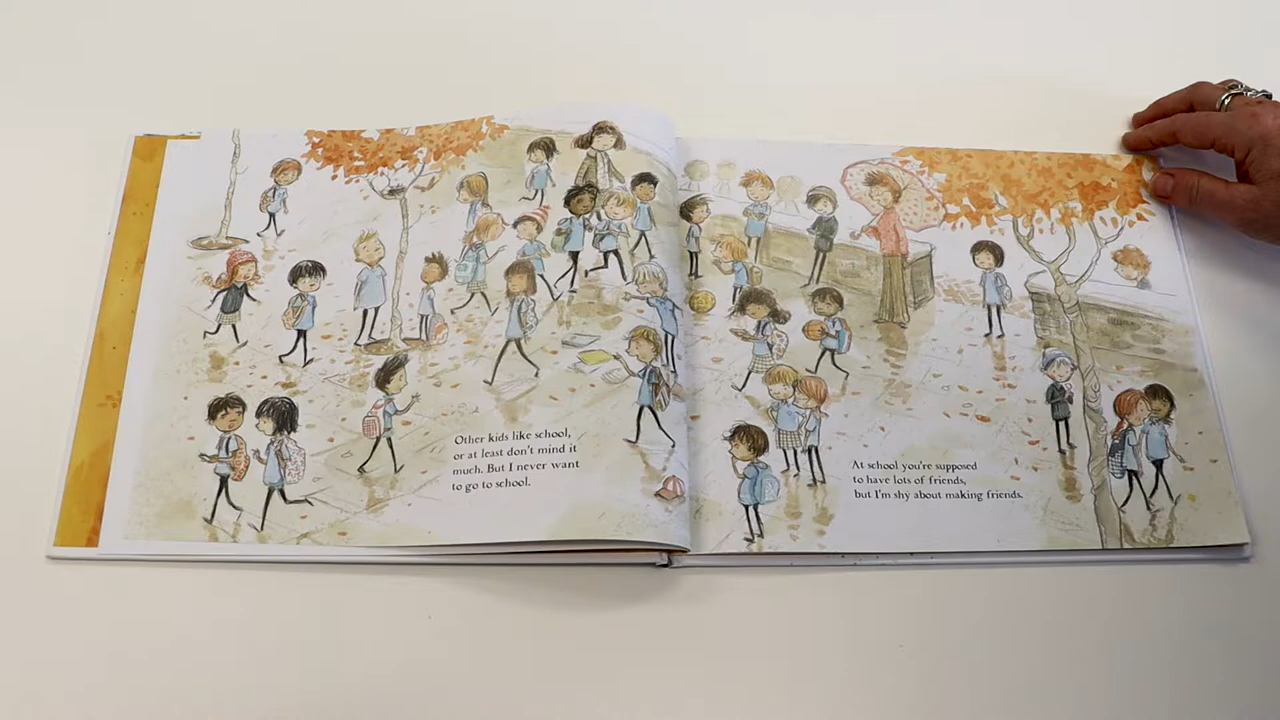 Other kids like school,
or at least don't mind it
much. But I never want
to go to school.
At school you're supposed
to have lots of friends,
but I'm shy about making friends.